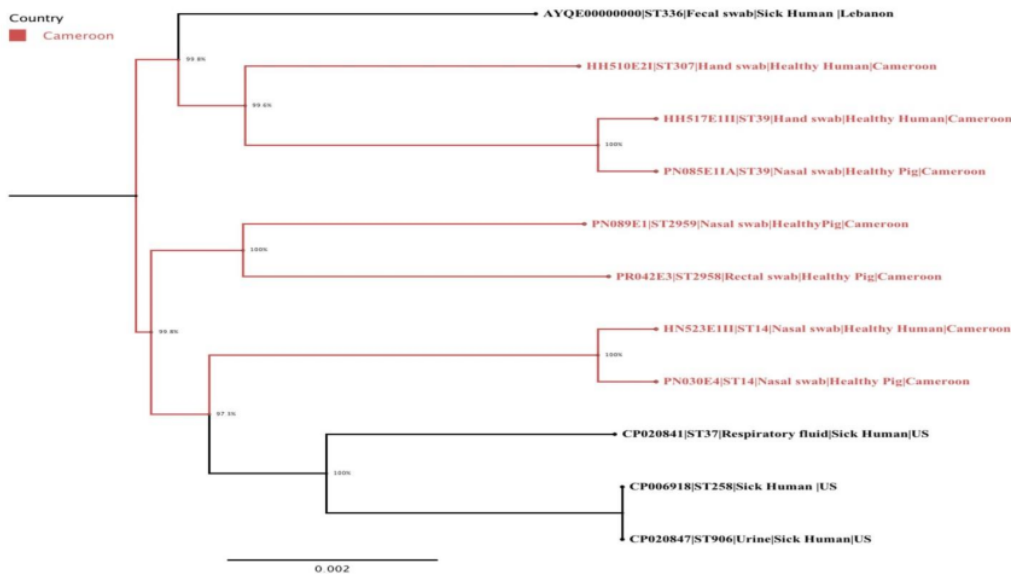 Country
Cameroon
AYQE00000000|ST336|Fecal swab|Sick Human |Lebanon
99.8%
HH510E2I|ST307|Hand swab|Healthy Human|Cameroon
99.6%
HH517E1II|ST39|Hand swab|Healthy Human|Cameroon
100%
PN085E1IA|ST39|Nasal swab|Healthy Pig|Cameroon
PN089E1|ST2959|Nasal swab|HealthyPig|Cameroon
100%
PR042E3|ST2958|Rectal swab|Healthy Pig|Cameroon
99.8%
HN523E1II|ST14|Nasal swab|Healthy Human|Cameroon
100%
PN030E4|ST14|Nasal swab|Healthy Pig|Cameroon
97.1%
CP020841|ST37|Respiratory fluid|Sick Human|US
100%
CP006918|ST258|Sick Human |US
CP020847|ST906|Urine|Sick Human|US
0.002